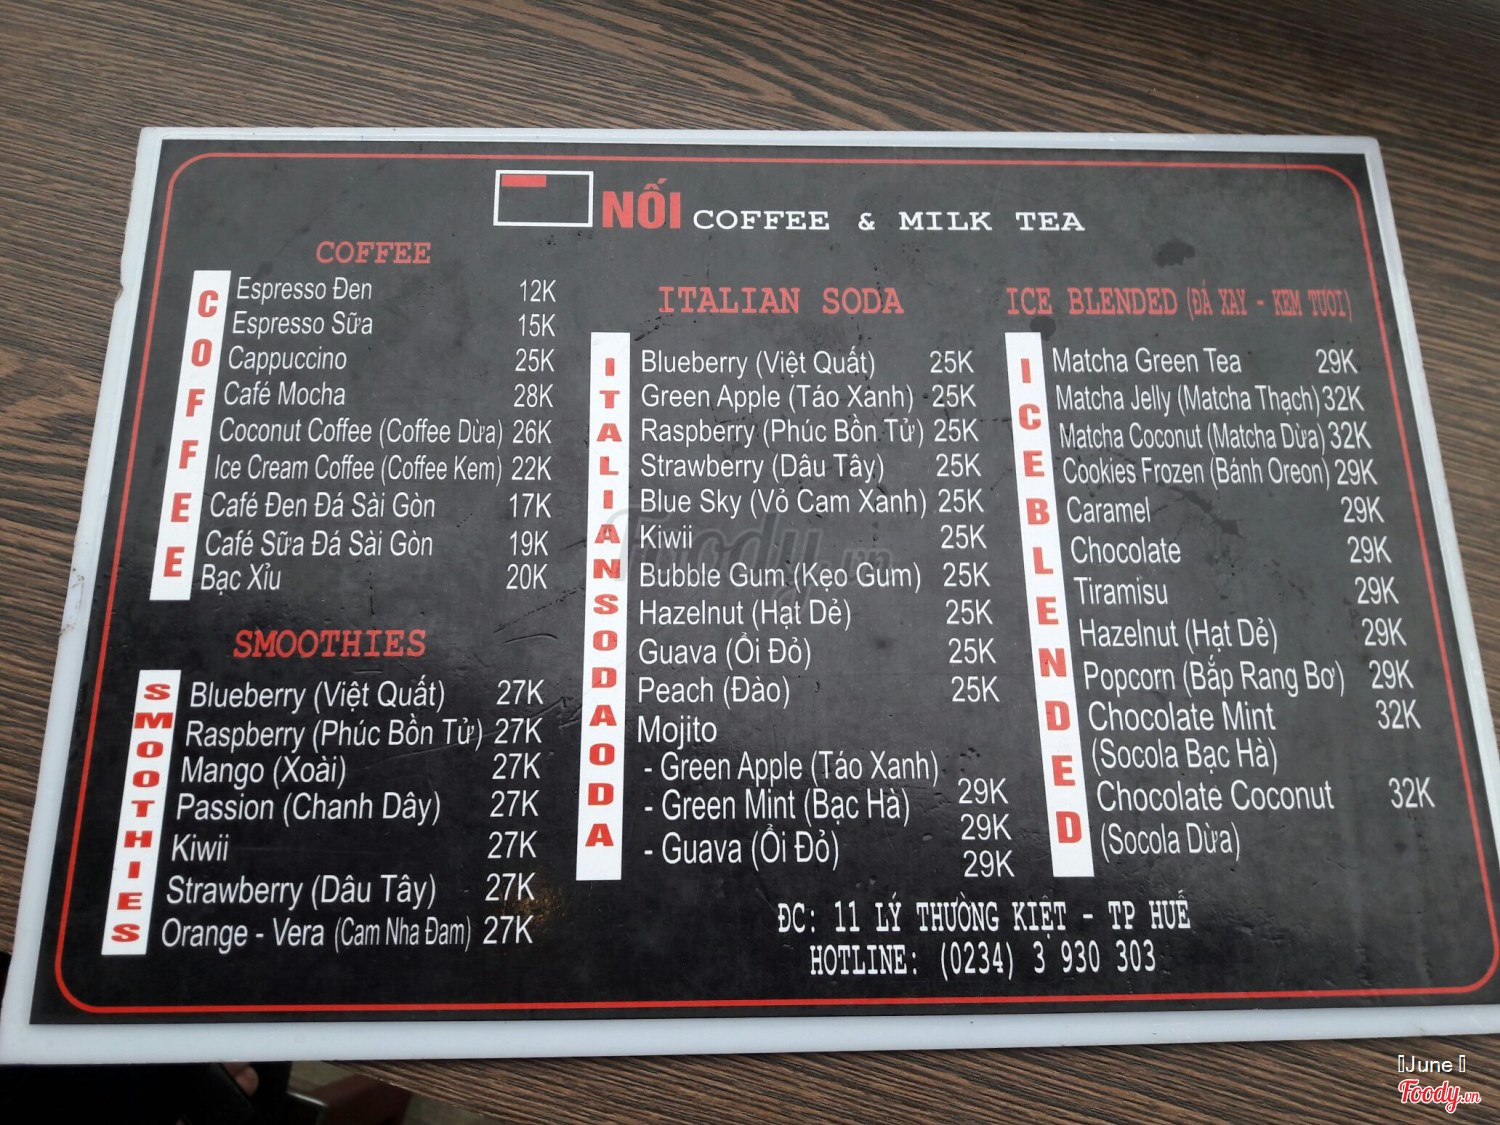 NỐI COFFEE & MILK TEA
COFFEE
COFFEE
Espresso Đen 12K
Espresso Sữa 15K
Cappuccino 25K
Café Mocha 28K
Coconut Coffee (Coffee Dừa) 26K
Ice Cream Coffee (Coffee Kem) 22K
Café Đen Đá Sài Gòn 17K
Café Sữa Đá Sài Gòn 19K
Bạc Xỉu 20K
SMOOTHIES
SMOOTHIES
Blueberry (Việt Quất) 27K
Raspberry (Phúc Bồn Tử) 27K
Mango (Xoài) 27K
Passion (Chanh Dây) 27K
Kiwii 27K
Strawberry (Dâu Tây) 27K
Orange - Vera (Cam Nha Đam) 27K
ITALIAN SODA
ITALIANSODAODA
Blueberry (Việt Quất) 25K
Green Apple (Táo Xanh) 25K
Raspberry (Phúc Bồn Tử) 25K
Strawberry (Dâu Tây) 25K
Blue Sky (Vỏ Cam Xanh) 25K
Kiwii 25K
Bubble Gum (Kẹo Gum) 25K
Hazelnut (Hạt Dẻ) 25K
Guava (Ổi Đỏ) 25K
Peach (Đào) 25K
Mojito
- Green Apple (Táo Xanh) 29K
- Green Mint (Bạc Hà) 29K
- Guava (Ổi Đỏ) 29K
ICE BLENDED (ĐÁ XAY - KEM TƯƠI)
ICEBLENDED
Matcha Green Tea 29K
Matcha Jelly (Matcha Thạch) 32K
Matcha Coconut (Matcha Dừa) 32K
Cookies Frozen (Bánh Oreon) 29K
Caramel 29K
Chocolate 29K
Tiramisu 29K
Hazelnut (Hạt Dẻ) 29K
Popcorn (Bắp Rang Bơ) 29K
Chocolate Mint 32K
(Socola Bạc Hà)
Chocolate Coconut 32K
(Socola Dừa)
ĐC: 11 LÝ THƯỜNG KIỆT - TP HUẾ
HOTLINE: (0234) 3 930 303
Foody.vn
June
Foody.vn